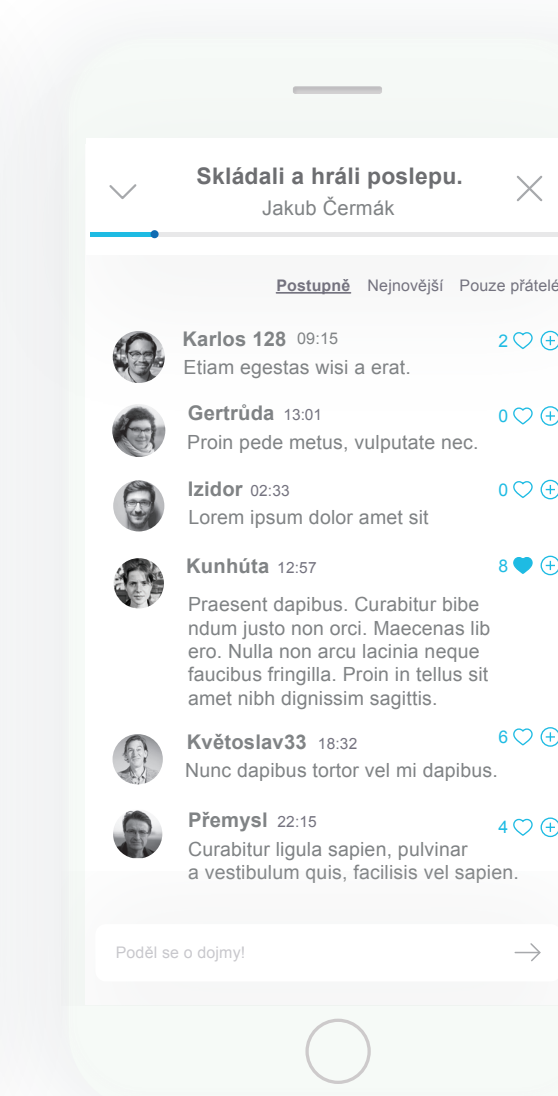 Skládali a hráli poslepu.
Jakub Čermák
Postupně Nejnovější Pouze přátelé
Karlos 128 09:15 2
Etiam egestas wisi a erat.
Gertrůda 13:01 0
Proin pede metus, vulputate nec.
Izidor 02:33 0
Lorem ipsum dolor amet sit
Kunhúta 12:57 8
Praesent dapibus. Curabitur bibe
ndum justo non orci. Maecenas lib
ero. Nulla non arcu lacinia neque
faucibus fringilla. Proin in tellus sit
amet nibh dignissim sagittis.
Květoslav33 18:32 6
Nunc dapibus tortor vel mi dapibus.
Přemysl 22:15 4
Curabitur ligula sapien, pulvinar
a vestibulum quis, facilisis vel sapien.
Poděl se o dojmy!